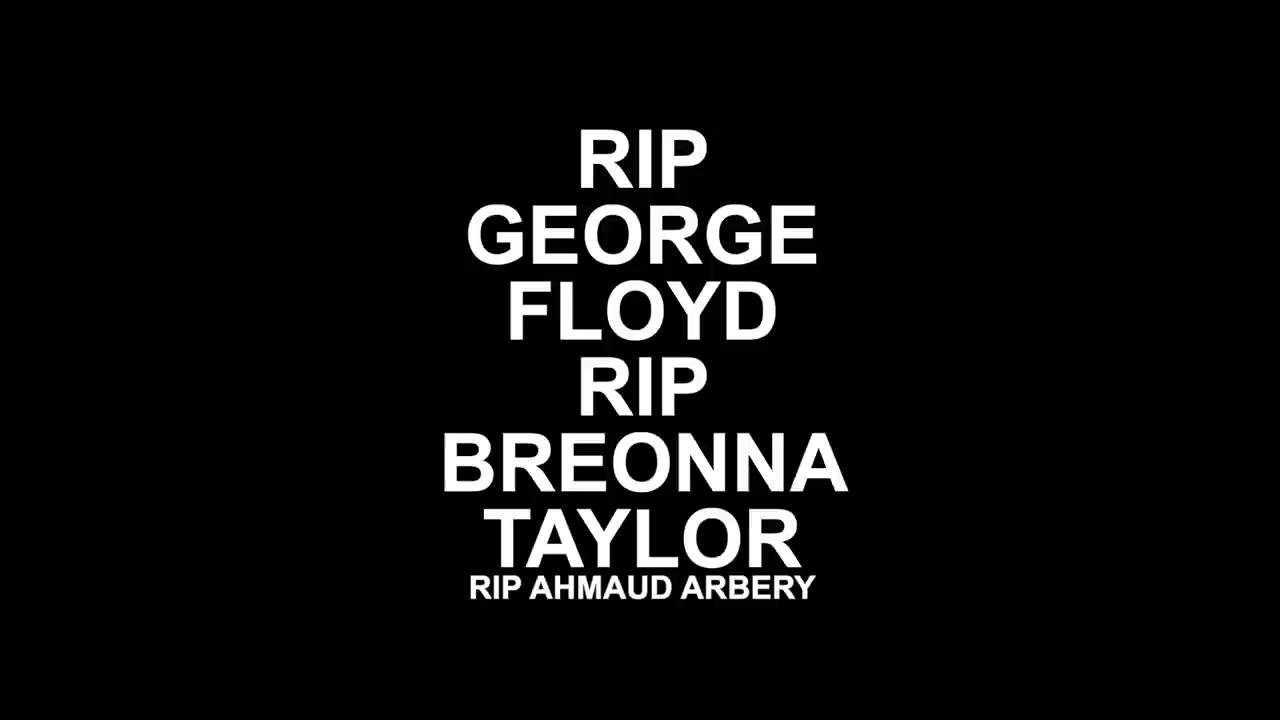 RIP
GEORGE
FLOYD
RIP
BREONNA
TAYLOR
RIP AHMAUD ARBERY